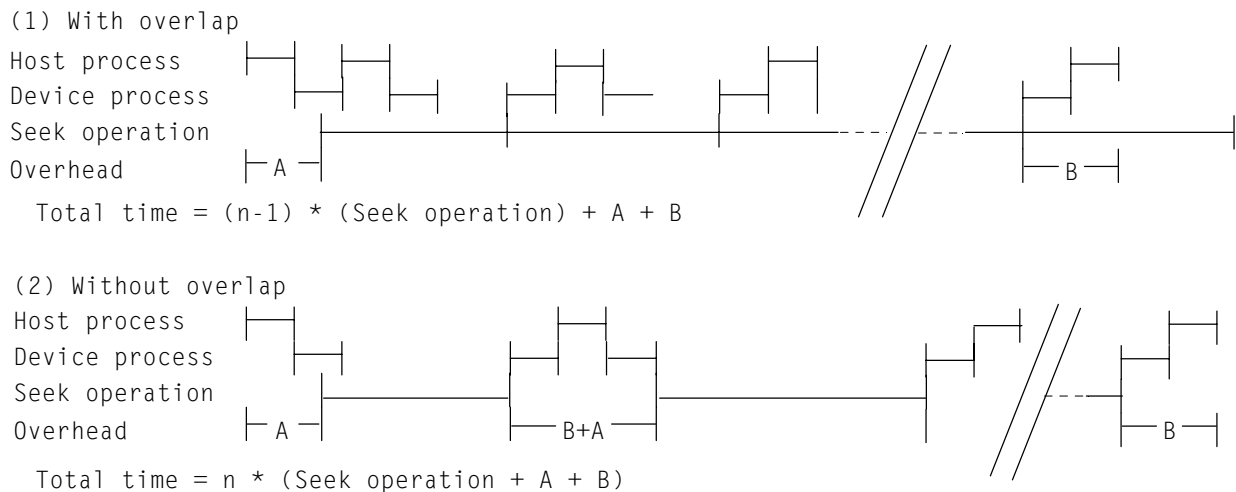 (1) With overlap
Host process
Device process
Seek operation
Overhead
A
B
Total time = (n-1) * (Seek operation) + A + B
(2) Without overlap
Host process
Device process
Seek operation
Overhead
A
B+A
B
Total time = n * (Seek operation + A + B)